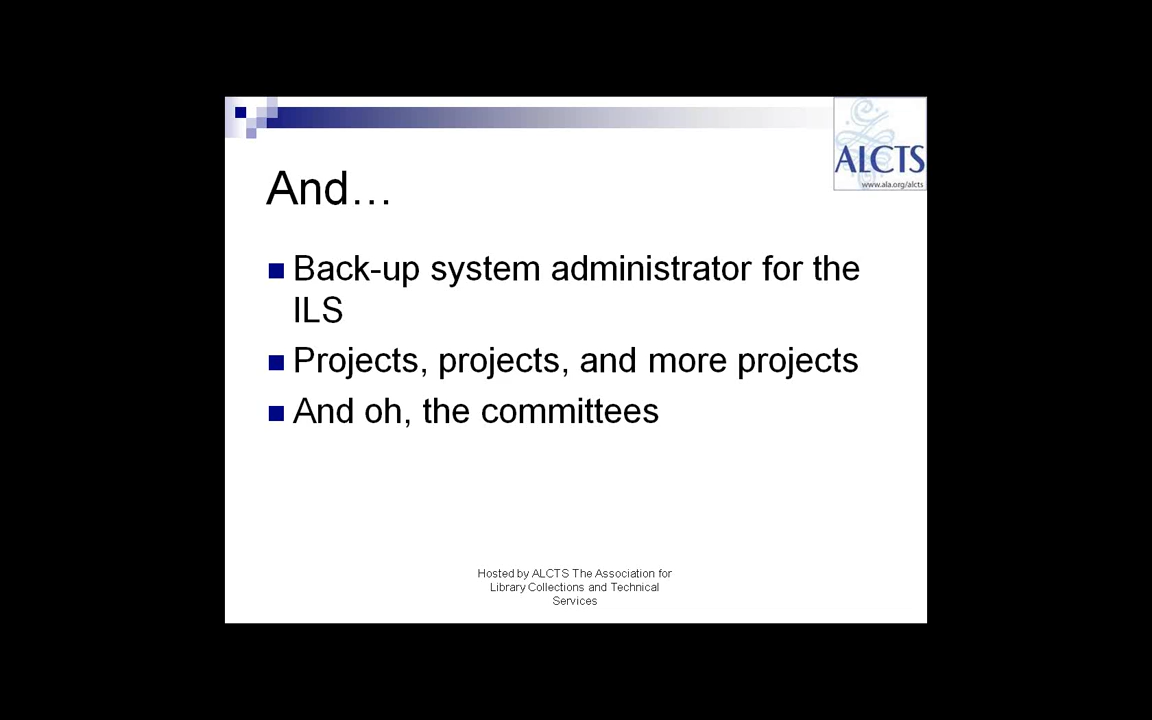 ALCTS
www.ala.org/alcts
And...
Back-up system administrator for the
ILS
Projects, projects, and more projects
And oh, the committees
Hosted by ALCTS The Association for
Library Collections and Technical
Services